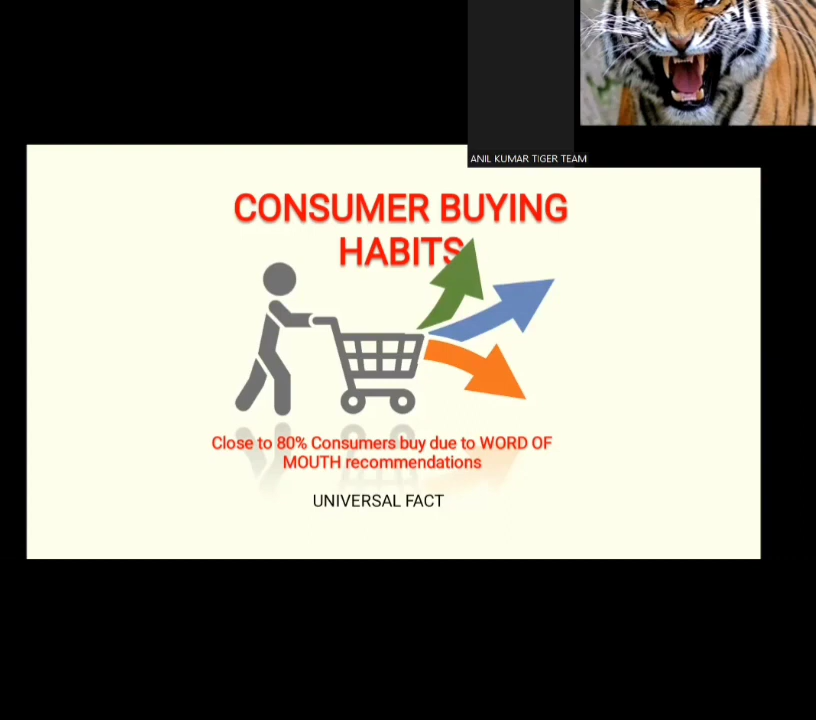 ANIL KUMAR TIGER TEAM
CONSUMER BUYING
HABITS
Close to 80% Consumers buy due to WORD OF
MOUTH recommendations
UNIVERSAL FACT